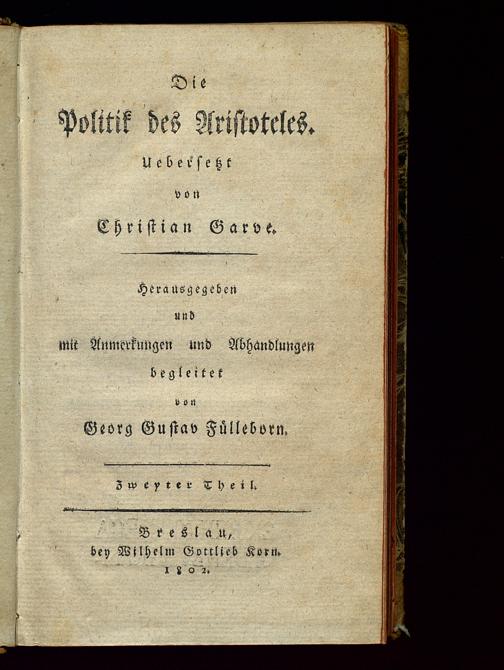 Die
Politik des Aristoteles.
Uebersetzt
von
Christian Garve.
Herausgegeben
und
mit Anmerkungen und Abhandlungen
begleitet
von
Georg Gustav Fülleborn.
Zweyter Theil.
Breslau,
bey Wilhelm Gottlieb Korn.
1802.